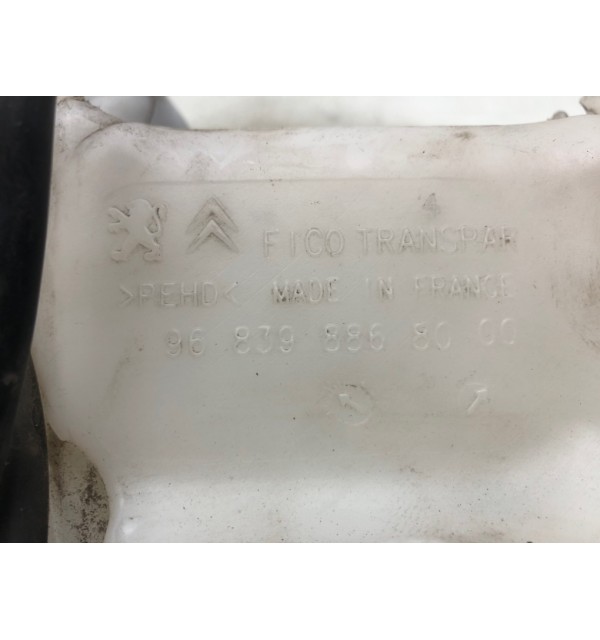 4
FICO TRANSPAR
>PEHD< MADE IN FRANCE
96 839 886 80 00